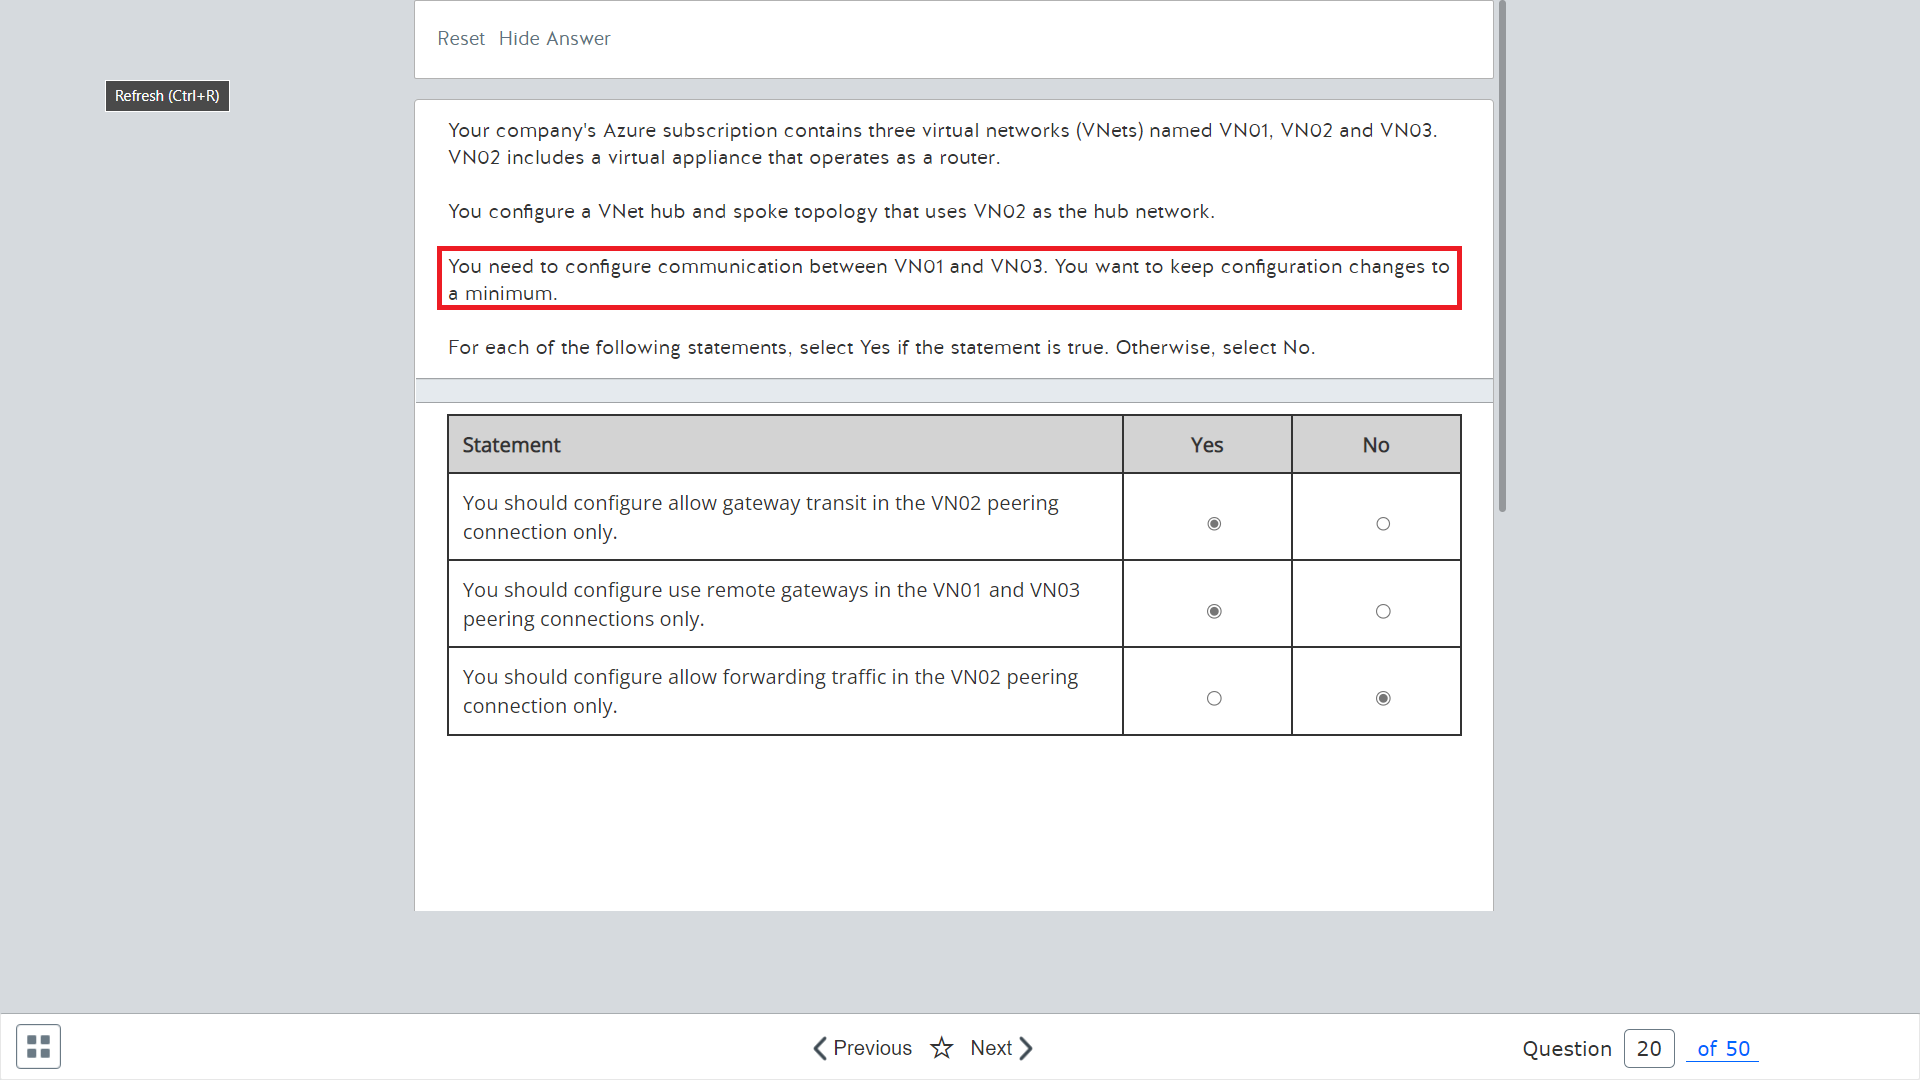 Reset Hide Answer
Refresh (Ctrl+R)
Your company's Azure subscription contains three virtual networks (VNets) named VN01, VN02 and VN03.
VN02 includes a virtual appliance that operates as a router.
You configure a VNet hub and spoke topology that uses VN02 as the hub network.
You need to configure communication between VN01 and VN03. You want to keep configuration changes to
a minimum.
For each of the following statements, select Yes if the statement is true. Otherwise, select No.
Statement Yes No
You should configure allow gateway transit in the VN02 peering
connection only.
You should configure use remote gateways in the VN01 and VN03
peering connections only.
You should configure allow forwarding traffic in the VN02 peering
connection only.
Previous Next Question 20 of 50